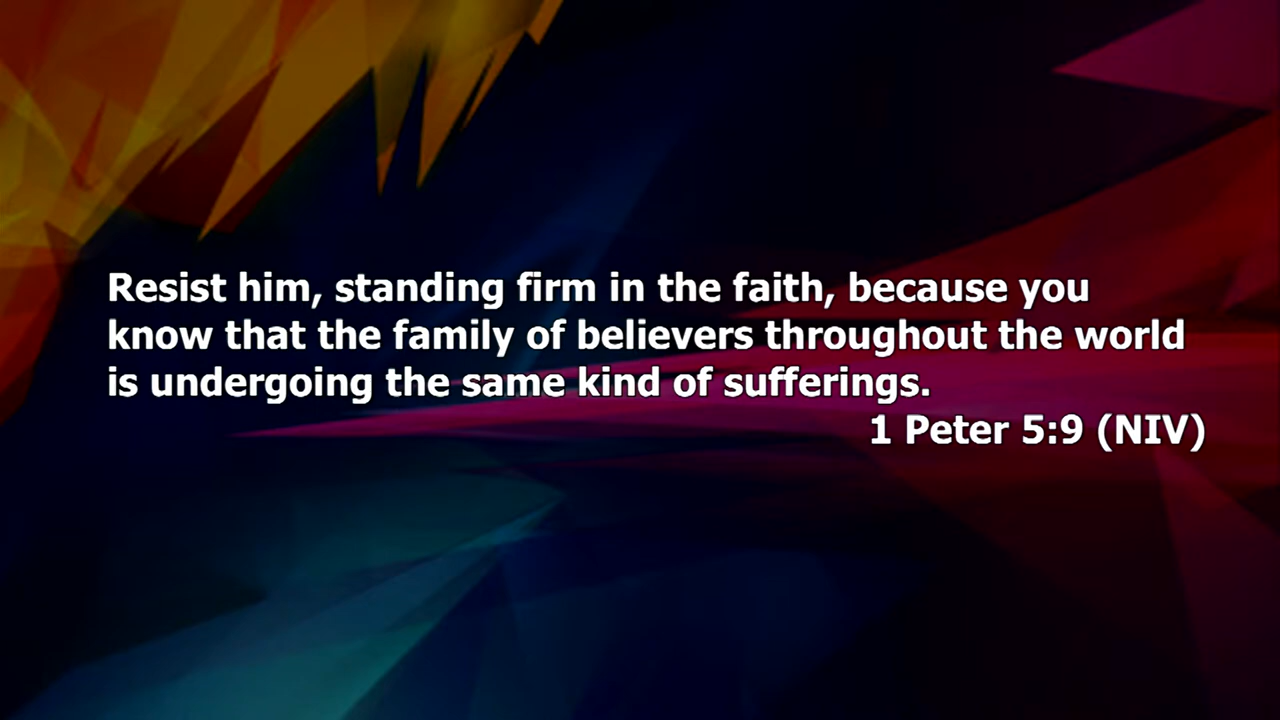 Resist him, standing firm in the faith, because you
know that the family of believers throughout the world
is undergoing the same kind of sufferings.
1 Peter 5:9 (NIV)